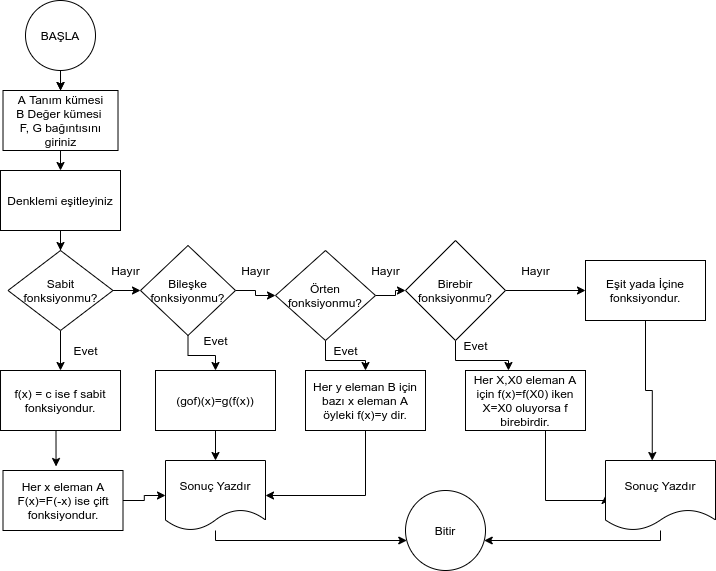 BAŞLA
A Tanım kümesi
B Değer kümesi
F, G bağıntısını
giriniz
Denklemi eşitleyiniz
Sabit
fonksiyonmu?
Hayır
Bileşke
fonksiyonmu?
Hayır
Örten
fonksiyonmu?
Hayır
Birebir
fonksiyonmu?
Hayır
Eşit yada İçine
fonksiyondur.
Evet
Evet
Evet
Evet
f(x) = c ise f sabit
fonksiyondur.
(gof)(x)=g(f(x))
Her y eleman B için
bazı x eleman A
öyleki f(x)=y dir.
Her X,X0 eleman A
için f(x)=f(X0) iken
X=X0 oluyorsa f
birebirdir.
Her x eleman A
F(x)=F(-x) ise çift
fonksiyondur.
Sonuç Yazdır
Sonuç Yazdır
Bitir